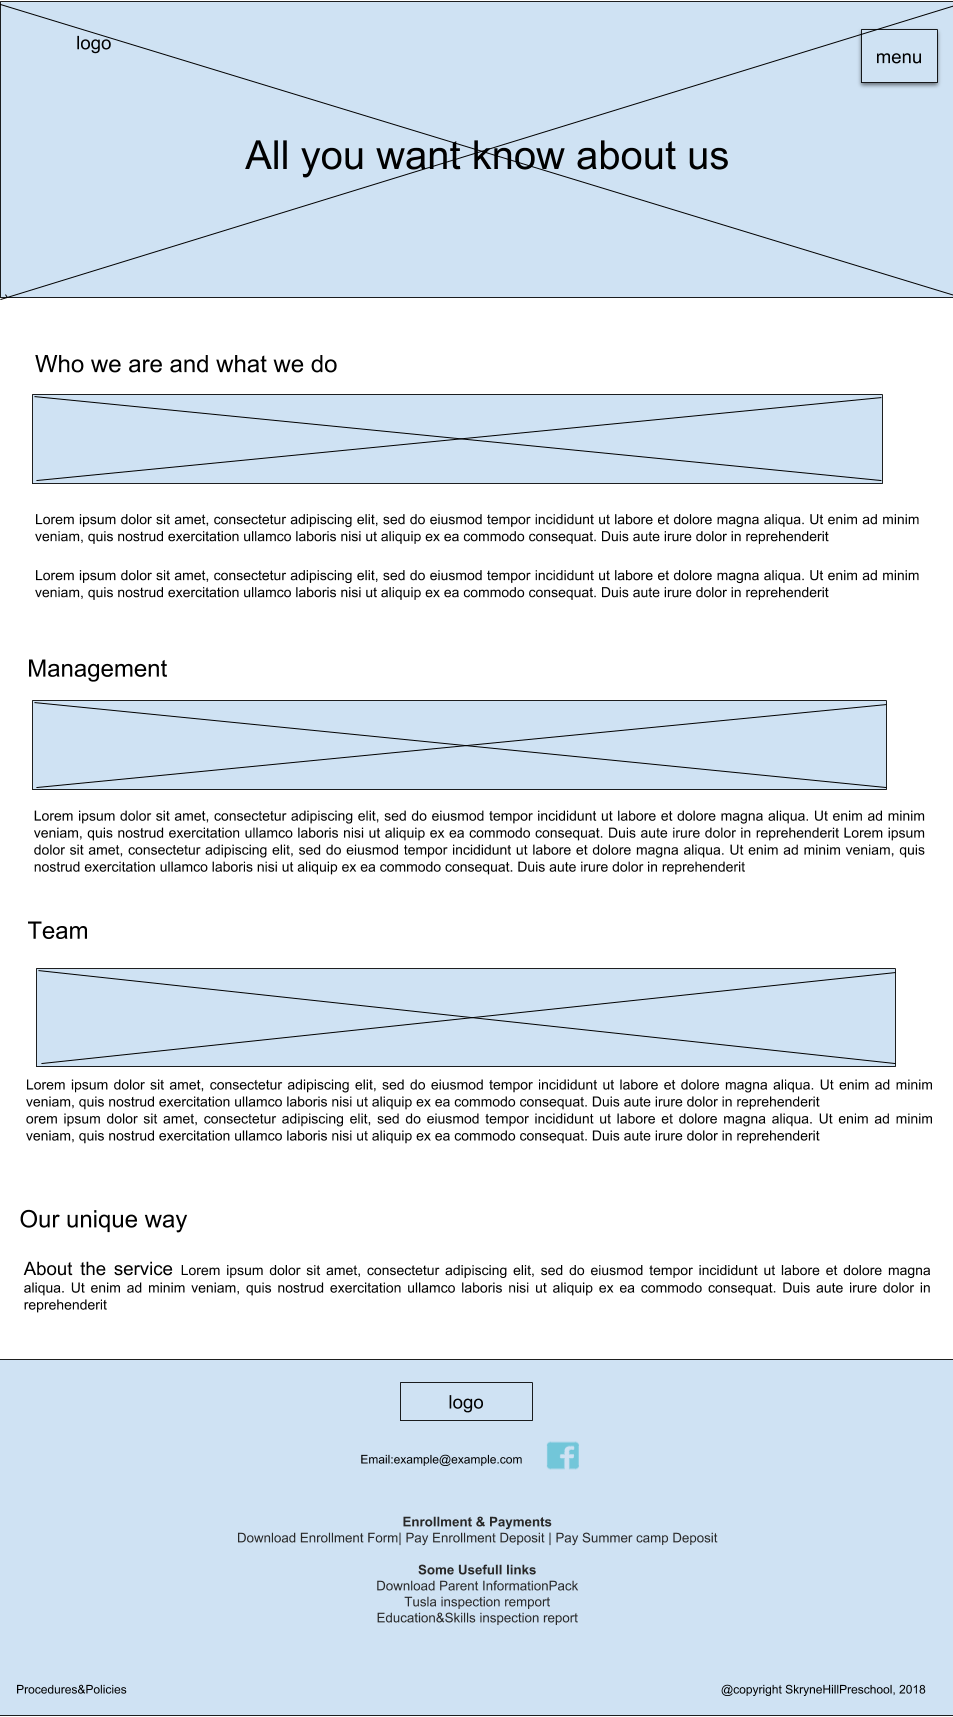 logo
menu
All you want know about us
Who we are and what we do
Lorem ipsum dolor sit amet, consectetur adipiscing elit, sed do eiusmod tempor incididunt ut labore et dolore magna aliqua. Ut enim ad minim
veniam, quis nostrud exercitation ullamco laboris nisi ut aliquip ex ea commodo consequat. Duis aute irure dolor in reprehenderit
Lorem ipsum dolor sit amet, consectetur adipiscing elit, sed do eiusmod tempor incididunt ut labore et dolore magna aliqua. Ut enim ad minim
veniam, quis nostrud exercitation ullamco laboris nisi ut aliquip ex ea commodo consequat. Duis aute irure dolor in reprehenderit
Management
Lorem ipsum dolor sit amet, consectetur adipiscing elit, sed do eiusmod tempor incididunt ut labore et dolore magna aliqua. Ut enim ad minim
veniam, quis nostrud exercitation ullamco laboris nisi ut aliquip ex ea commodo consequat. Duis aute irure dolor in reprehenderit Lorem ipsum
dolor sit amet, consectetur adipiscing elit, sed do eiusmod tempor incididunt ut labore et dolore magna aliqua. Ut enim ad minim veniam, quis
nostrud exercitation ullamco laboris nisi ut aliquip ex ea commodo consequat. Duis aute irure dolor in reprehenderit
Team
Lorem ipsum dolor sit amet, consectetur adipiscing elit, sed do eiusmod tempor incididunt ut labore et dolore magna aliqua. Ut enim ad minim
veniam, quis nostrud exercitation ullamco laboris nisi ut aliquip ex ea commodo consequat. Duis aute irure dolor in reprehenderit
orem ipsum dolor sit amet, consectetur adipiscing elit, sed do eiusmod tempor incididunt ut labore et dolore magna aliqua. Ut enim ad minim
veniam, quis nostrud exercitation ullamco laboris nisi ut aliquip ex ea commodo consequat. Duis aute irure dolor in reprehenderit
Our unique way
About the service Lorem ipsum dolor sit amet, consectetur adipiscing elit, sed do eiusmod tempor incididunt ut labore et dolore magna
aliqua. Ut enim ad minim veniam, quis nostrud exercitation ullamco laboris nisi ut aliquip ex ea commodo consequat. Duis aute irure dolor in
reprehenderit
logo
Email:example@example.com
Enrollment & Payments
Download Enrollment Form| Pay Enrollment Deposit | Pay Summer camp Deposit
Some Usefull links
Download Parent InformationPack
Tusla inspection remport
Education&Skills inspection report
Procedures&Policies
@copyright SkryneHillPreschool, 2018